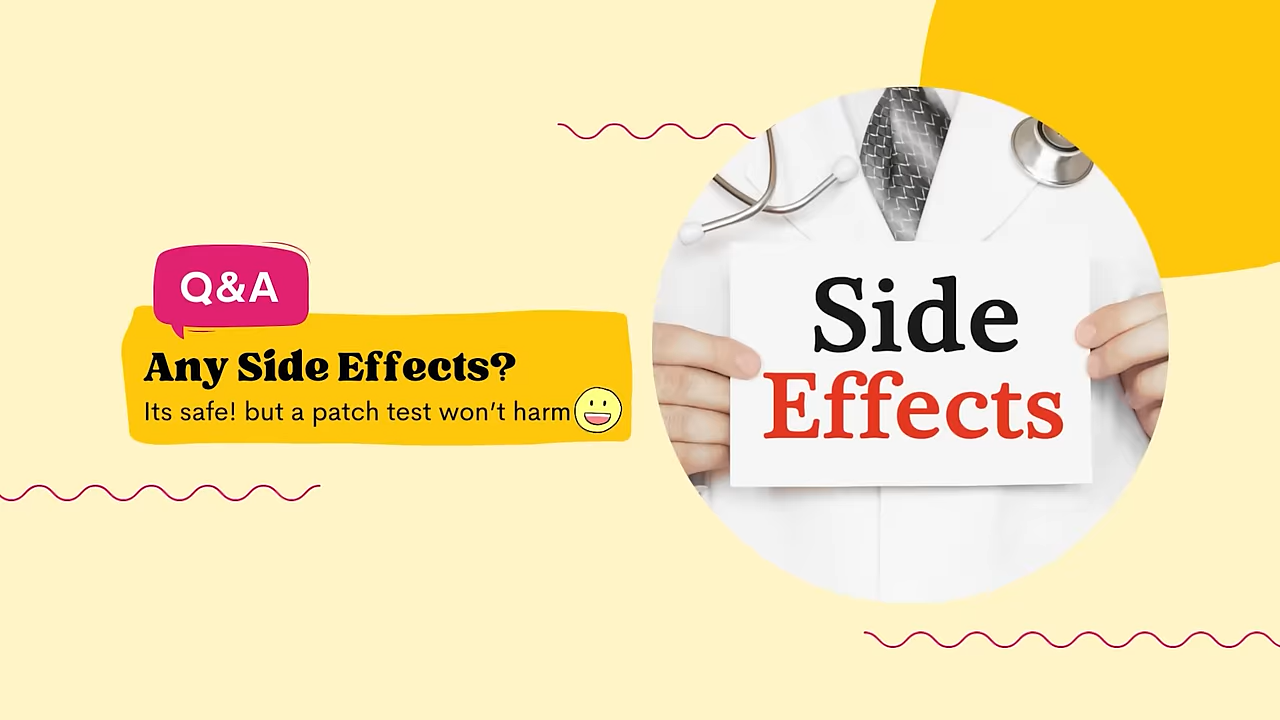 Q&A
Any Side Effects?
Its safe! but a patch test won't harm
Side
Effects